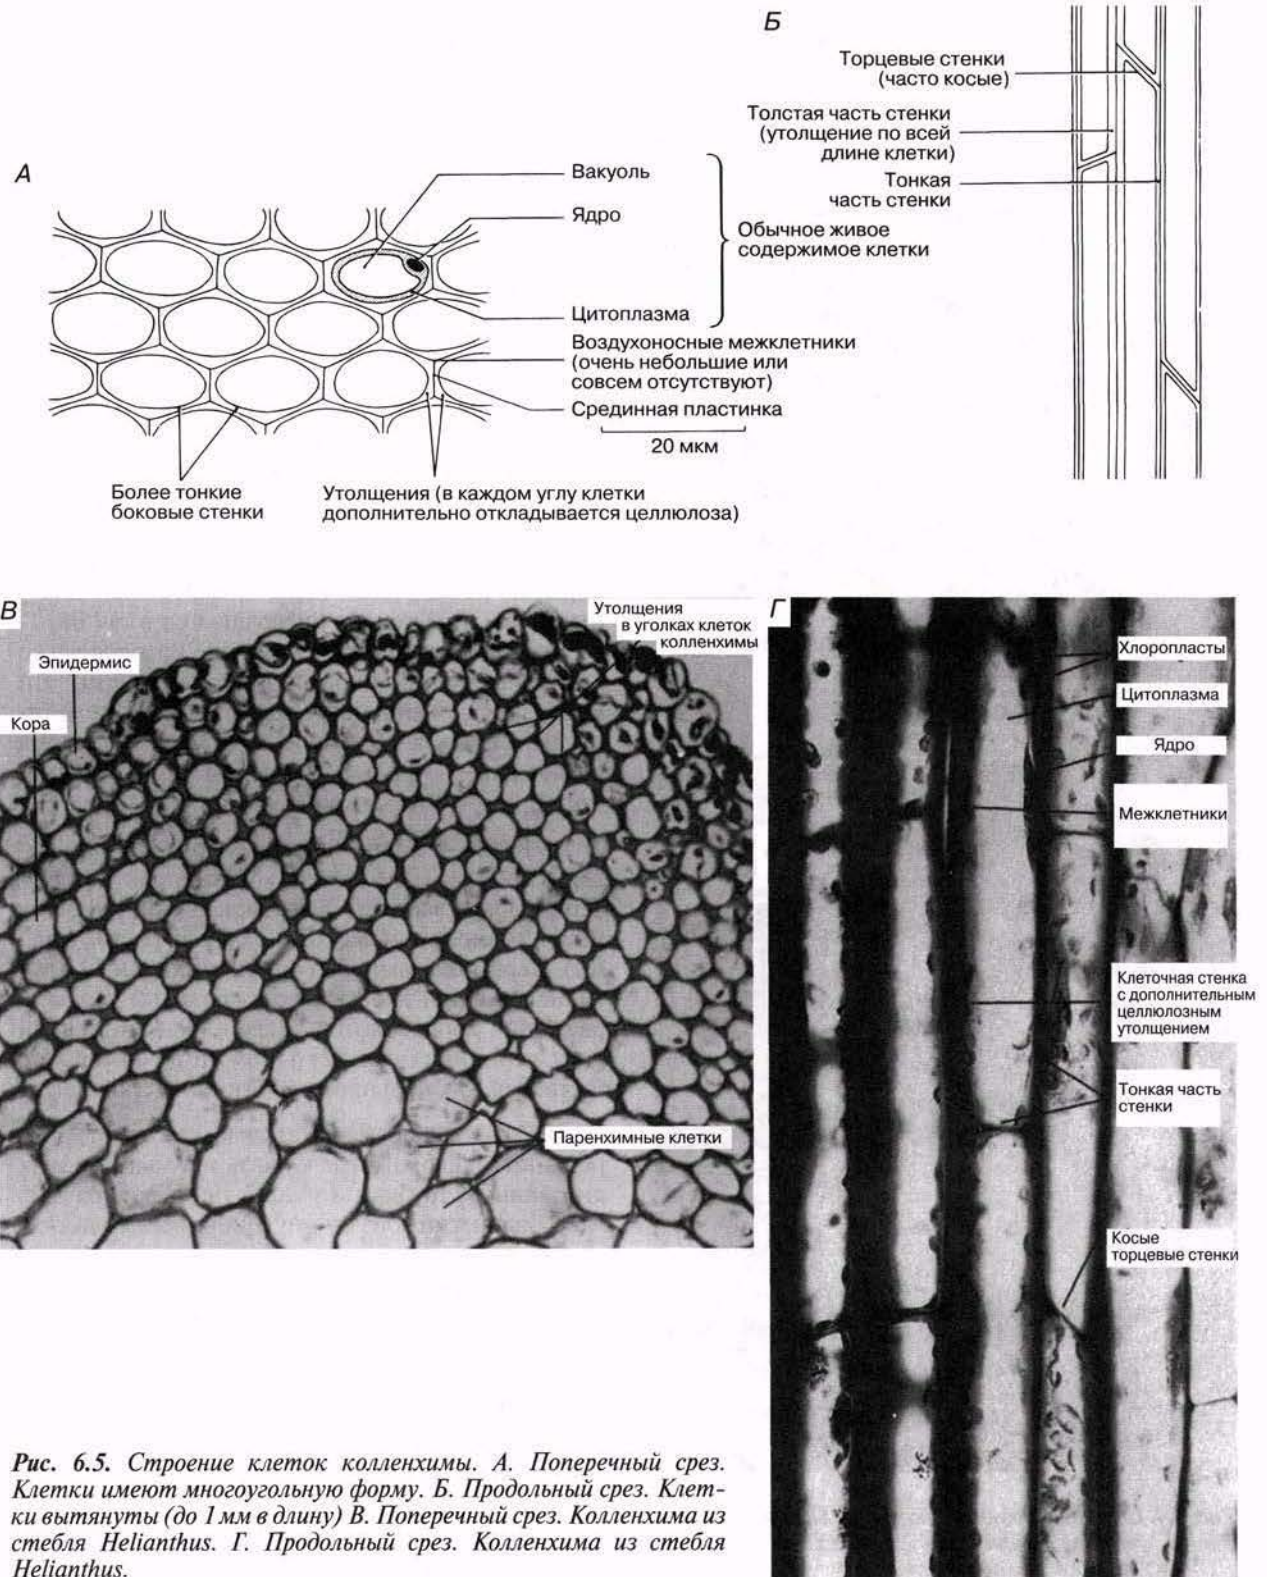 А
Вакуоль
Ядро
Обычное живое
содержимое клетки
Цитоплазма
Воздухоносные межклетники
(очень небольшие или
совсем отсутствуют)
Срединная пластинка
20 мкм
Более тонкие
боковые стенки
Утолщения (в каждом углу клетки
дополнительно откладывается целлюлоза)
Б
Торцевые стенки
(часто косые)
Толстая часть стенки
(утолщение по всей
длине клетки)
Тонкая
часть стенки
В
Эпидермис
Кора
Утолщения
в уголках клеток
колленхимы
Паренхимные клетки
Г
Хлоропласты
Цитоплазма
Ядро
Межклетники
Клеточная стенка
с дополнительным
целлюлозным
утолщением
Тонкая часть
стенки
Косые
торцевые стенки
Рис. 6.5. Строение клеток колленхимы. А. Поперечный срез.
Клетки имеют многоугольную форму. Б. Продольный срез. Клет-
ки вытянуты (до 1 мм в длину) В. Поперечный срез. Колленхима из
стебля Helianthus. Г. Продольный срез. Колленхима из стебля
Helianthus.